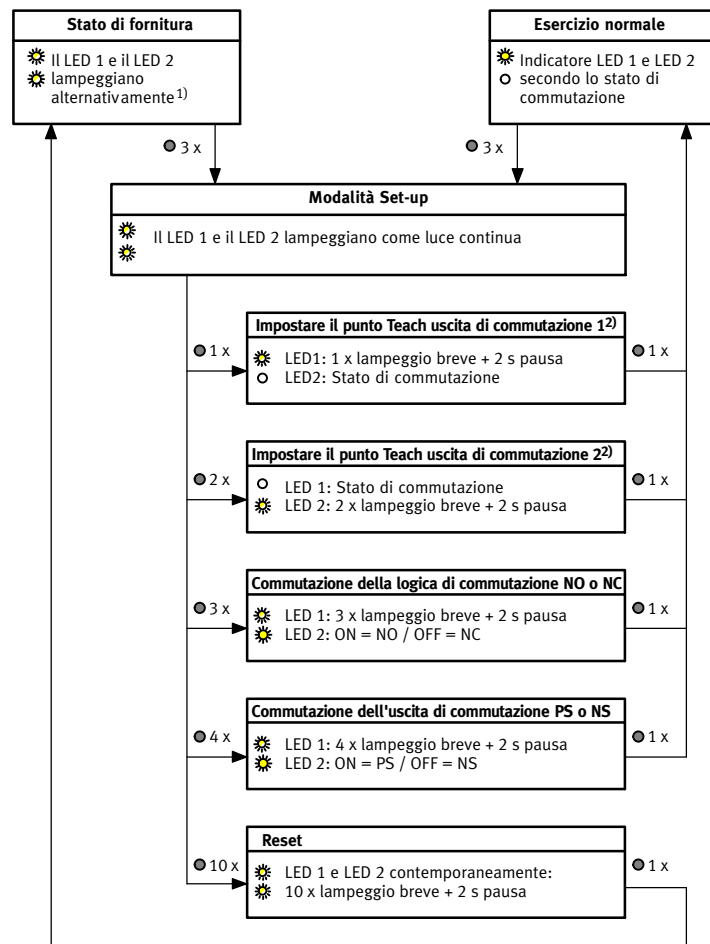 Stato di fornitura
Il LED 1 e il LED 2
lampeggiano
alternativamente1)
Esercizio normale
Indicatore LED 1 e LED 2
secondo lo stato di
commutazione
3 x
3 x
Modalità Set-up
Il LED 1 e il LED 2 lampeggiano come luce continua
Impostare il punto Teach uscita di commutazione 12)
1 x
LED1: 1 x lampeggio breve + 2 s pausa
LED2: Stato di commutazione
1 x
Impostare il punto Teach uscita di commutazione 22)
2 x
LED 1: Stato di commutazione
LED 2: 2 x lampeggio breve + 2 s pausa
1 x
Commutazione della logica di commutazione NO o NC
3 x
LED 1: 3 x lampeggio breve + 2 s pausa
LED 2: ON = NO / OFF = NC
1 x
Commutazione dell'uscita di commutazione PS o NS
4 x
LED 1: 4 x lampeggio breve + 2 s pausa
LED 2: ON = PS / OFF = NS
1 x
Reset
10 x
LED 1 e LED 2 contemporaneamente:
10 x lampeggio breve + 2 s pausa
1 x